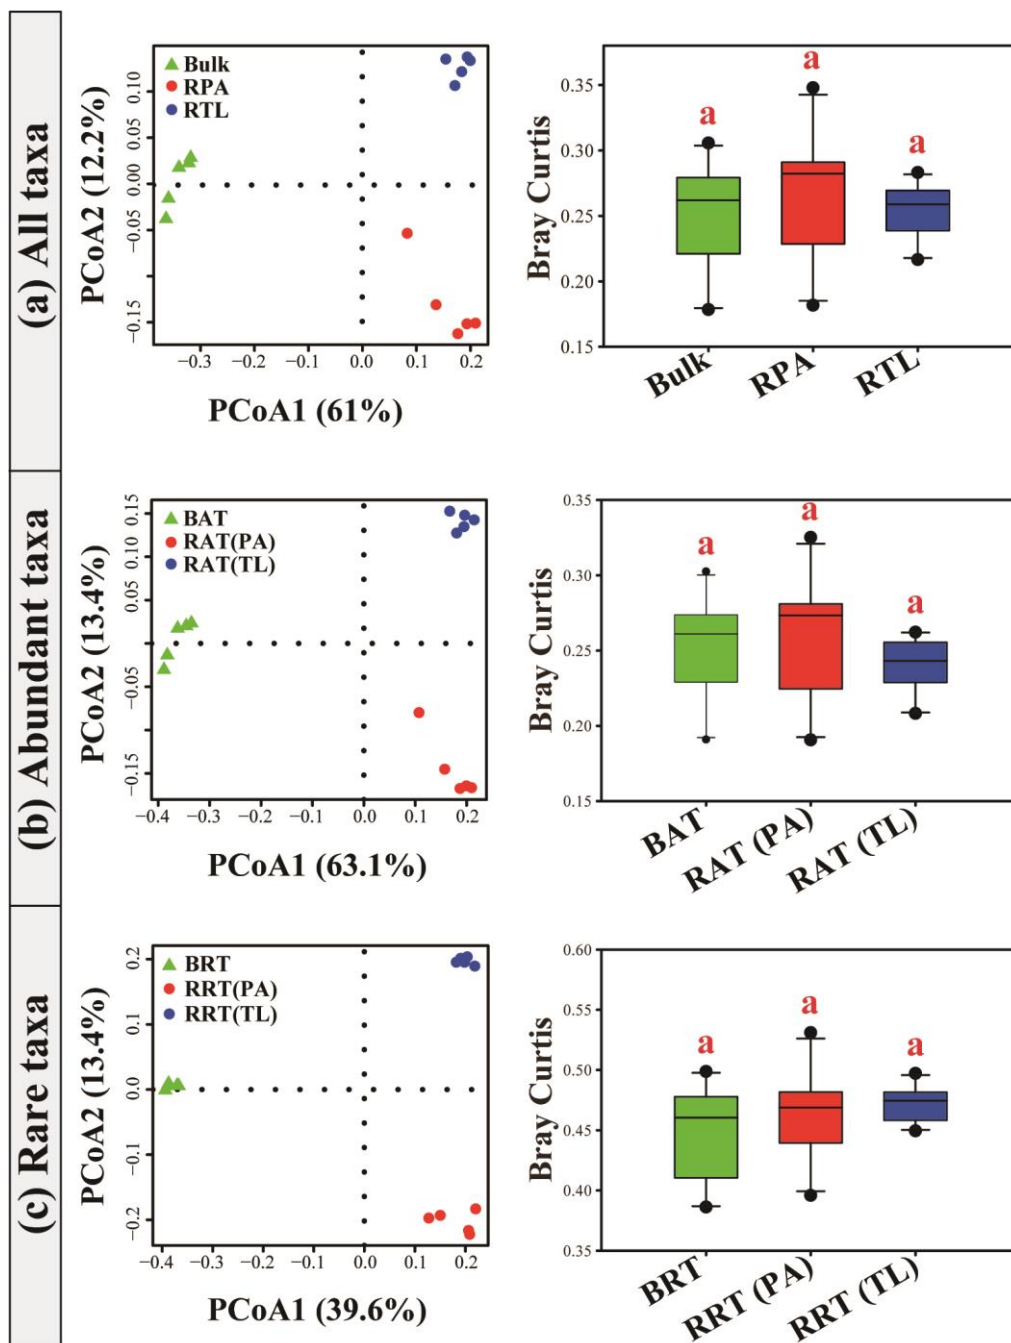 (a) All taxa
PCoA2 (12.2%)
0.10
0.05
0.00
−0.05
−0.15
Bulk
RPA
RTL
−0.3
−0.2
−0.1
0.0
0.1
0.2
PCoA1 (61%)
Bray Curtis
0.35
0.30
0.25
0.20
0.15
a
a
a
Bulk
RPA
RTL
(b) Abundant taxa
PCoA2 (13.4%)
0.15
0.10
0.05
−0.05
−0.15
BAT
RAT(PA)
RAT(TL)
−0.4
−0.3
−0.2
−0.1
0.0
0.1
0.2
PCoA1 (63.1%)
Bray Curtis
0.35
0.30
0.25
0.20
0.15
a
a
a
BAT
RAT (PA)
RAT (TL)
(c) Rare taxa
PCoA2 (13.4%)
0.2
0.1
0.0
−0.1
−0.2
BRT
RRT(PA)
RRT(TL)
−0.4
−0.3
−0.2
−0.1
0.0
0.1
0.2
PCoA1 (39.6%)
Bray Curtis
0.60
0.50
0.45
0.40
0.35
a
a
a
BRT
RRT (PA)
RRT (TL)